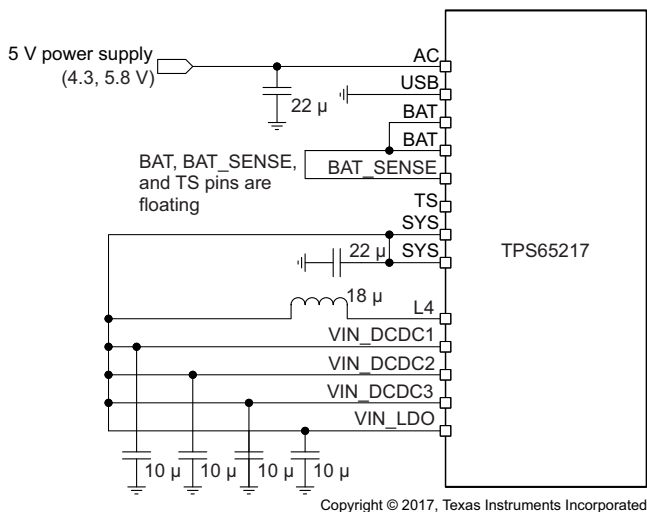 5 V power supply
(4.3, 5.8 V)
AC
USB
22 µ
BAT
BAT
BAT, BAT_SENSE,
and TS pins are
floating
BAT_SENSE
TS
SYS
22 µ
SYS
TPS65217
18 µ
L4
VIN_DCDC1
VIN_DCDC2
VIN_DCDC3
VIN_LDO
10 µ
10 µ
10 µ
10 µ
Copyright © 2017, Texas Instruments Incorporated